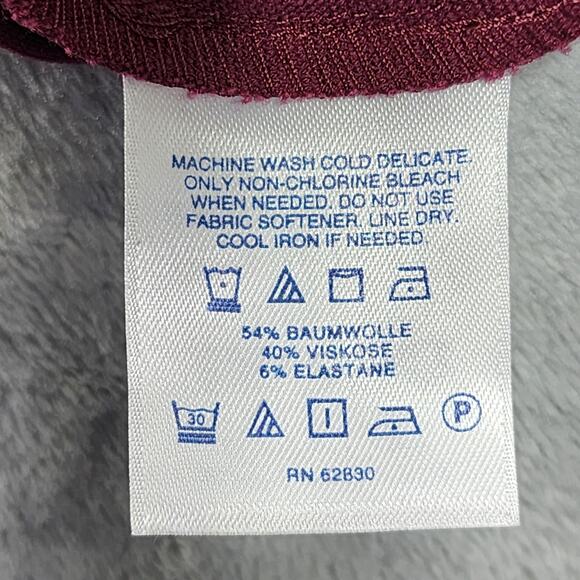 MACHINE WASH COLD DELICATE.
ONLY NON-CHLORINE BLEACH
WHEN NEEDED. DO NOT USE
FABRIC SOFTENER. LINE DRY.
COOL IRON IF NEEDED.
54% BAUMWOLLE
40% VISKOSE
6% ELASTANE
30 P
RN 62830